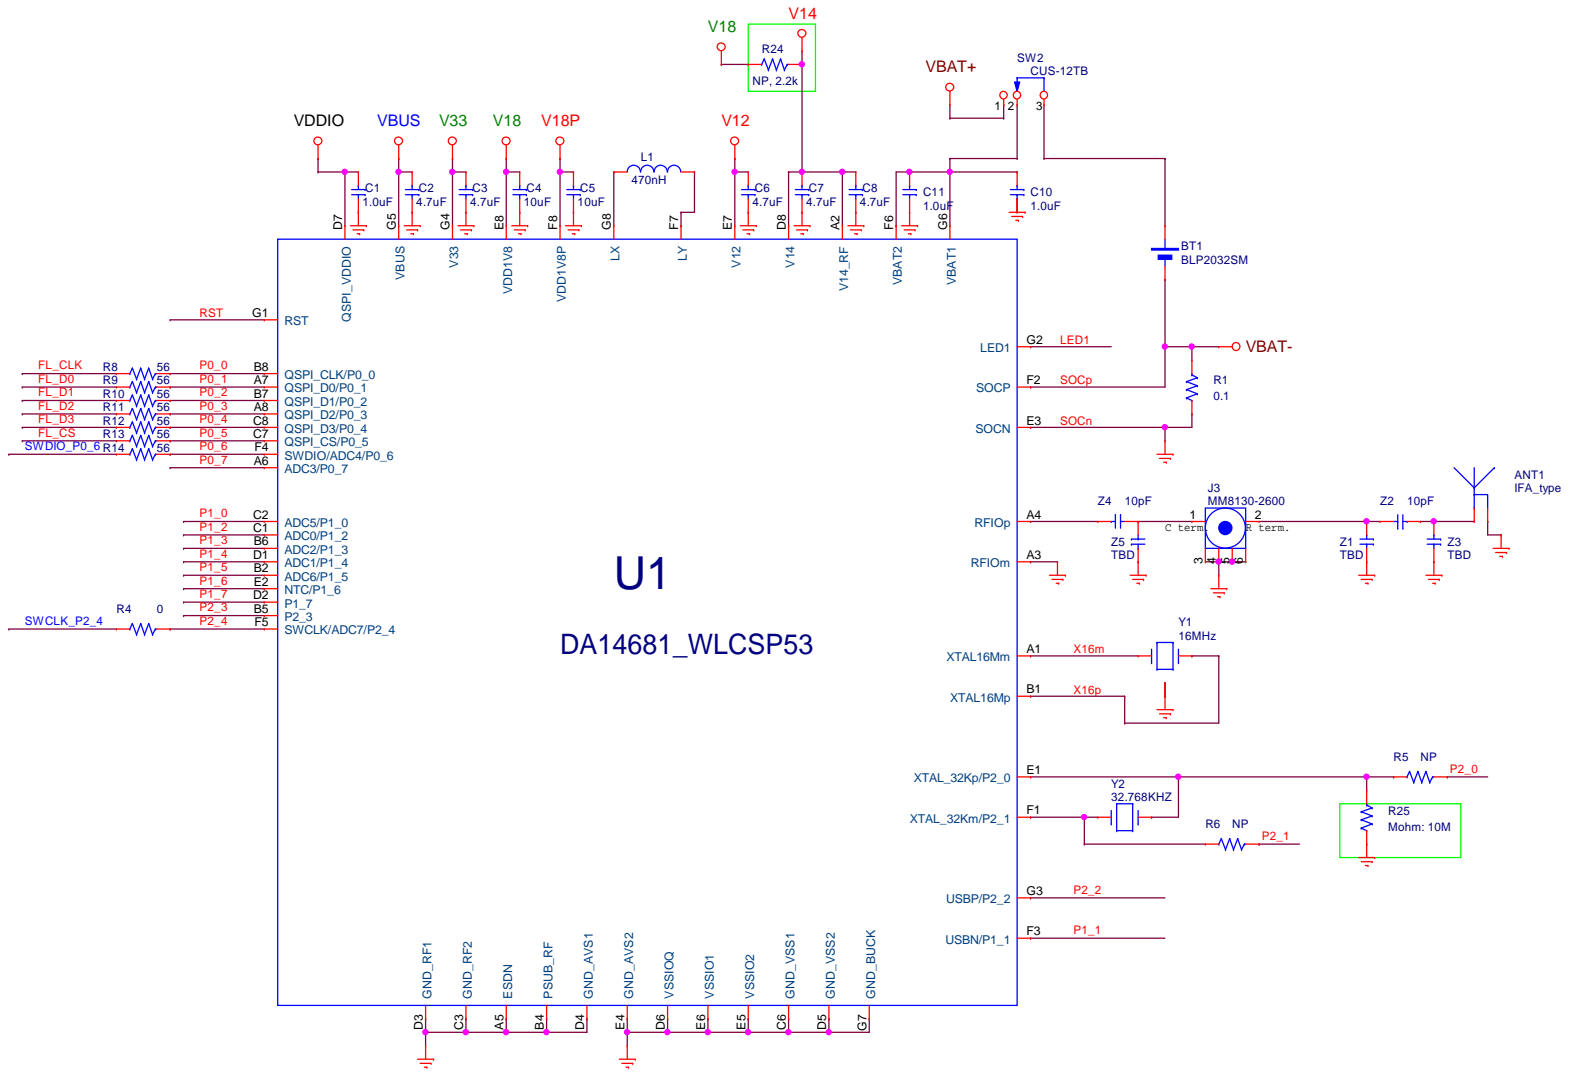 V14
V18
R24
NP, 2.2k
SW2
CUS-12TB
VBAT+
1 2 3
VDDIO VBUS V33 V18 V18P V12
L1
470nH
C1
1.0uF
C2
4.7uF
C3
4.7uF
C4
10uF
C5
10uF
C6
4.7uF
C7
4.7uF
C8
4.7uF
C11
1.0uF
C10
1.0uF
D7 G5 G4 E8 F8 G8 F7 E7 D8 A2 F6 G6
QSPI_VDDIO VBUS V33 VDD1V8 VDD1V8P LX LY V12 V14 V14_RF VBAT2 VBAT1
BT1
BLP2032SM
RST G1 RST
FL_CLK R8 56 P0_0 B8 QSPI_CLK/P0_0
FL_D0 R9 56 P0_1 A7 QSPI_D0/P0_1
FL_D1 R10 56 P0_2 B7 QSPI_D1/P0_2
FL_D2 R11 56 P0_3 A8 QSPI_D2/P0_3
FL_D3 R12 56 P0_4 C8 QSPI_D3/P0_4
FL_CS R13 56 P0_5 C7 QSPI_CS/P0_5
SWDIO_P0_6 R14 56 P0_6 F4 SWDIO/ADC4/P0_6
P0_7 A6 ADC3/P0_7
P1_0 C2 ADC5/P1_0
P1_2 C1 ADC0/P1_2
P1_3 B6 ADC2/P1_3
P1_4 D1 ADC1/P1_4
P1_5 B2 ADC6/P1_5
P1_6 E2 NTC/P1_6
P1_7 D2 P1_7
P2_3 B5 P2_3
SWCLK_P2_4 R4 0 P2_4 F5 SWCLK/ADC7/P2_4
U1
DA14681_WLCSP53
LED1 G2 LED1
VBAT-
SOCP F2 SOCp
R1
0.1
SOCN E3 SOCn
RFIOp A4
Z4 10pF
Z5
TBD
J3
MM8130-2600
1 2
C term. R term.
3 4 5 6
Z1
TBD
Z2 10pF
Z3
TBD
ANT1
IFA_type
RFIOm A3
Y1
16MHz
XTAL16Mm A1 X16m
XTAL16Mp B1 X16p
XTAL_32Kp/P2_0 E1
R5 NP P2_0
Y2
32.768KHZ
XTAL_32Km/P2_1 F1
R6 NP P2_1
R25
Mohm: 10M
USBP/P2_2 G3 P2_2
USBN/P1_1 F3 P1_1
GND_RF1 GND_RF2 ESDN PSUB_RF GND_AVS1 GND_AVS2 VSSIOQ VSSIO1 VSSIO2 GND_VSS1 GND_VSS2 GND_BUCK
D3 C3 A5 B4 D4 E4 D6 E6 E5 C6 D5 G7